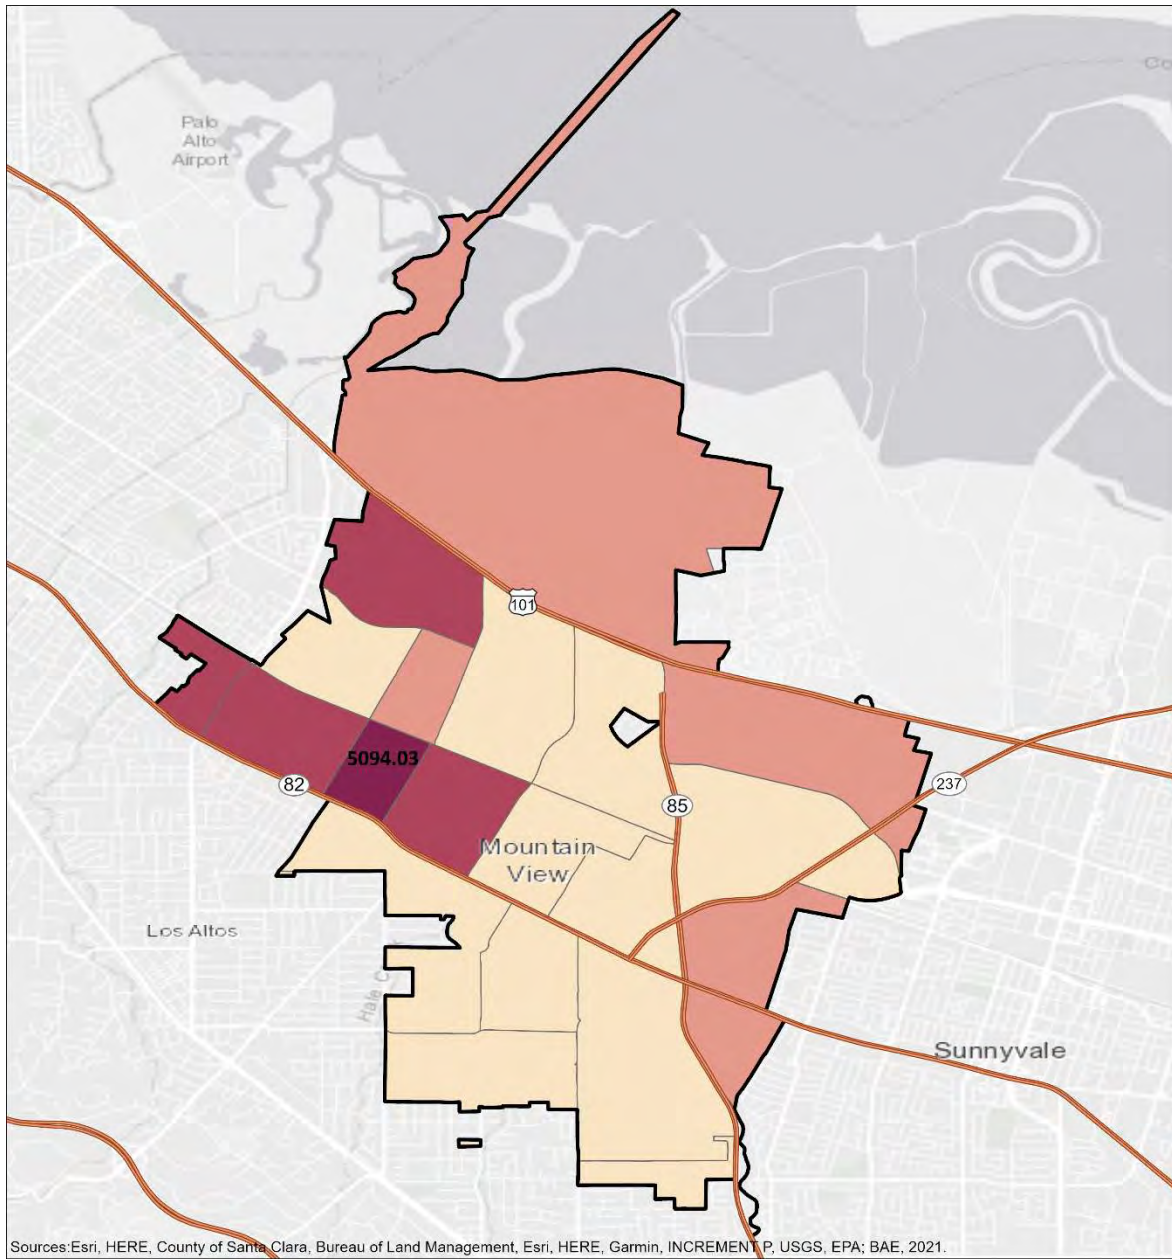 Palo
Alto
Airport
101
5094.03
82
85
237
Mountain
View
Los Altos
Sunnyvale
Sources:Esri, HERE, County of Santa Clara, Bureau of Land Management, Esri, HERE, Garmin, INCREMENT P, USGS, EPA; BAE, 2021.